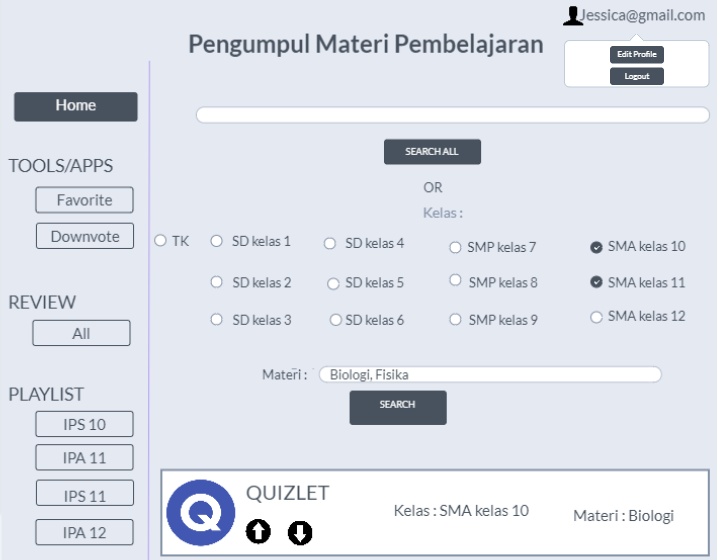 Jessica@gmail.com
Pengumpul Materi Pembelajaran
Edit Profile
Logout
Home
SEARCH ALL
OR
Kelas :
TOOLS/APPS
Favorite
Downvote
REVIEW
All
PLAYLIST
IPS 10
IPA 11
IPS 11
IPA 12
TK
SD kelas 1
SD kelas 4
SMP kelas 7
SMA kelas 10
SD kelas 2
SD kelas 5
SMP kelas 8
SMA kelas 11
SD kelas 3
SD kelas 6
SMP kelas 9
SMA kelas 12
Materi : Biologi, Fisika
SEARCH
Q
QUIZLET
Kelas : SMA kelas 10
Materi : Biologi